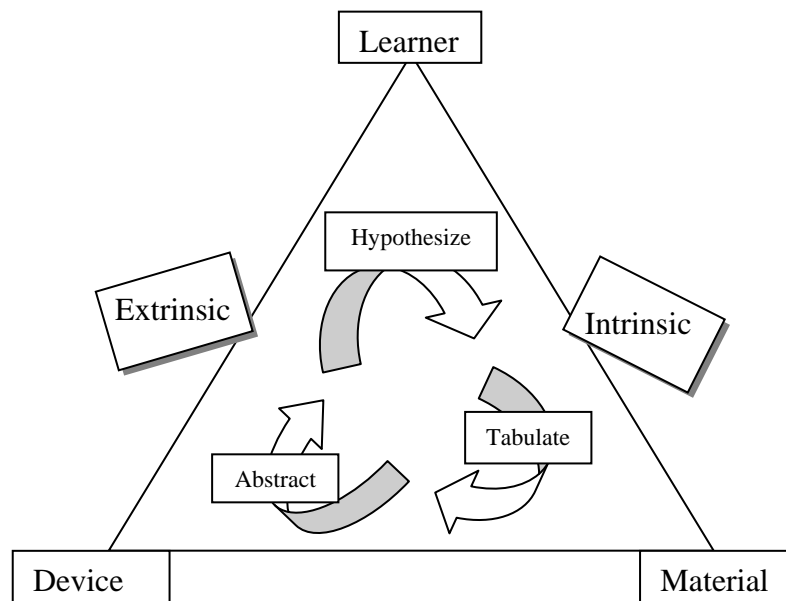 Learner
Hypothesize
Extrinsic
Intrinsic
Tabulate
Abstract
Device
Material